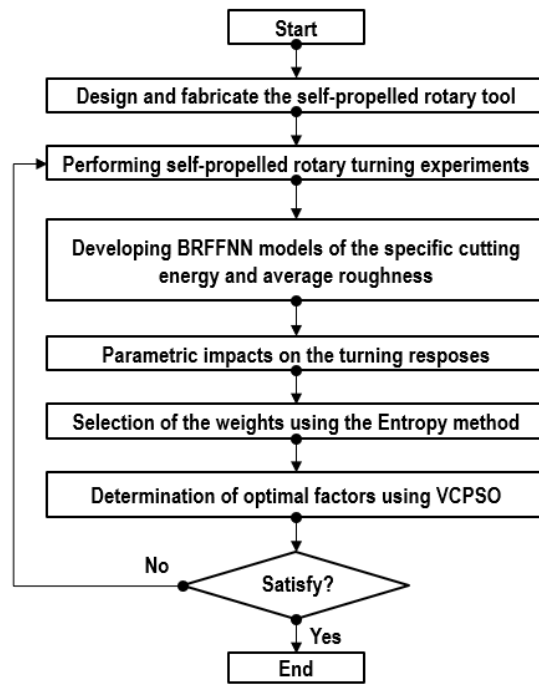 Start
Design and fabricate the self-propelled rotary tool
Performing self-propelled rotary turning experiments
Developing BRFFNN models of the specific cutting
energy and average roughness
Parametric impacts on the turning resposes
Selection of the weights using the Entropy method
Determination of optimal factors using VCPSO
No
Satisfy?
Yes
End